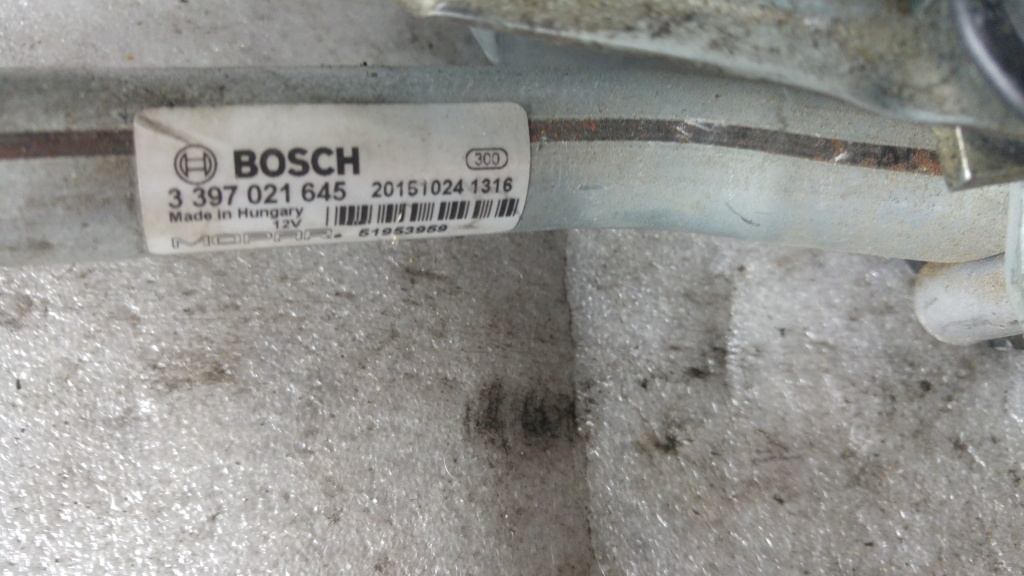 BOSCH 300
3 397 021 645 20151024 1316
Made in Hungary
12V
MOPAR. 51953959